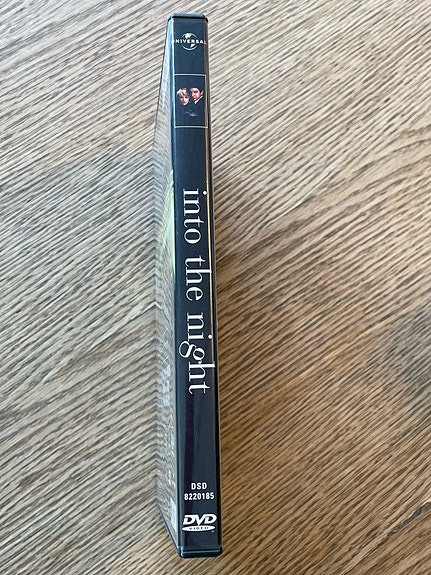 UNIVERSAL
into the night
DSD
8220185
DVD
VIDEO